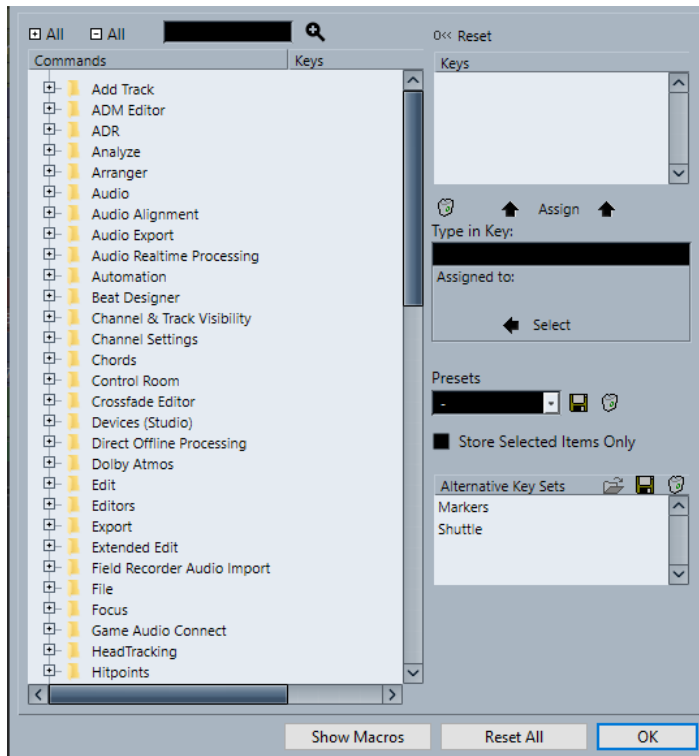 All All
0<< Reset
Commands Keys
Keys
Add Track
ADM Editor
ADR
Analyze
Arranger
Audio
Audio Alignment
Audio Export
Audio Realtime Processing
Automation
Beat Designer
Channel & Track Visibility
Channel Settings
Chords
Control Room
Crossfade Editor
Devices (Studio)
Direct Offline Processing
Dolby Atmos
Edit
Editors
Export
Extended Edit
Field Recorder Audio Import
File
Focus
Game Audio Connect
HeadTracking
Hitpoints
Assign
Type in Key:
Assigned to:
Select
Presets
-
Store Selected Items Only
Alternative Key Sets
Markers
Shuttle
Show Macros
Reset All
OK